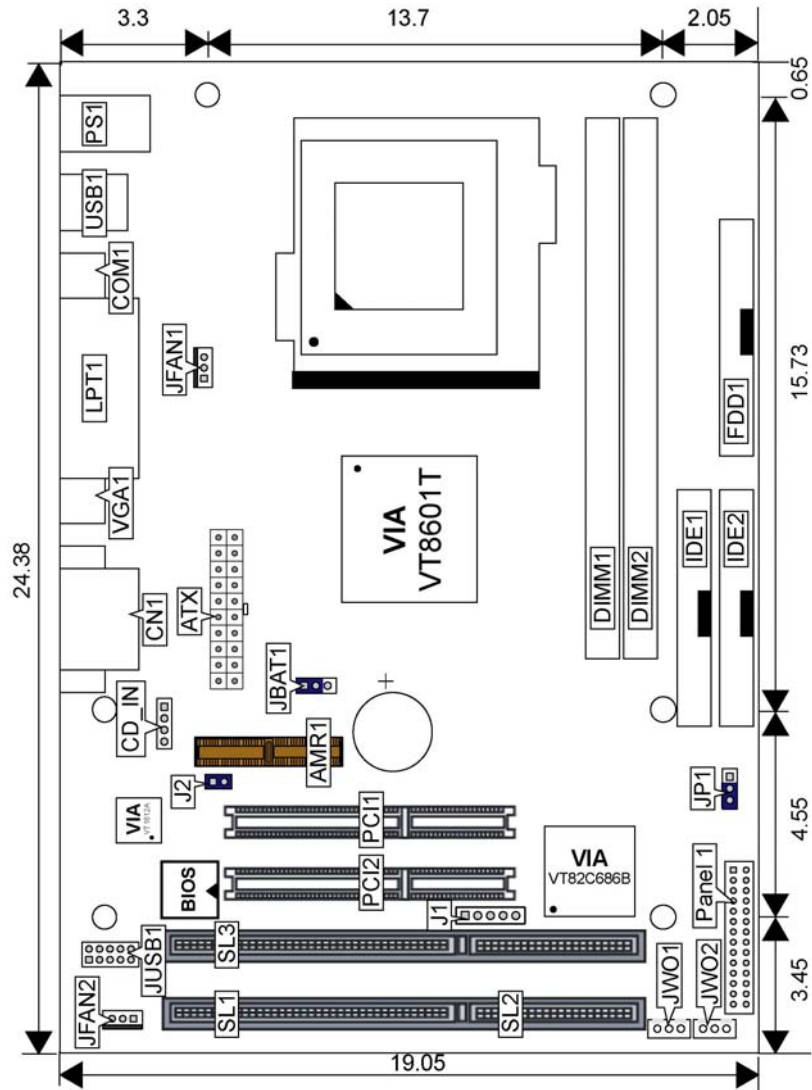 3.3
13.7
2.05
0.65
15.73
4.55
3.45
24.38
19.05
PS1
USB1
COM1
LPT1
JFAN1
VGA1
CN1
ATX
CD_IN
JBAT1
+
AMR1
J2
VIA
VT8601T
DIMM1
DIMM2
FDD1
IDE1
IDE2
VIA
VT1612A
BIOS
PCI1
PCI2
J1
VIA
VT82C686B
JP1
Panel 1
JUSB1
SL3
JFAN2
SL1
SL2
JWO1
JWO2